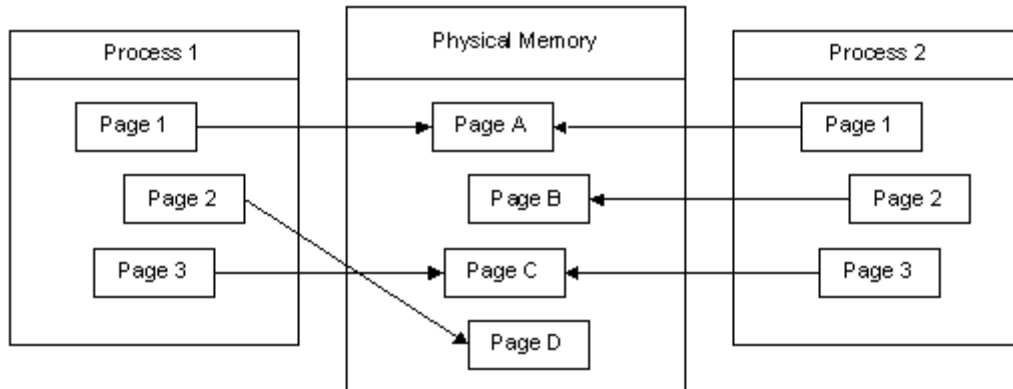 Process 1
Page 1
Page 2
Page 3
Physical Memory
Page A
Page B
Page C
Page D
Process 2
Page 1
Page 2
Page 3